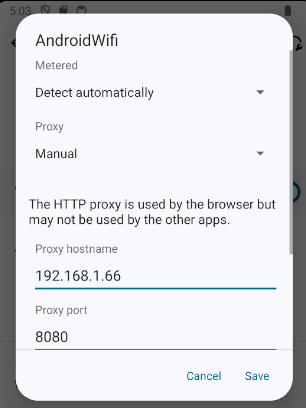 5:03
AndroidWifi
Metered
Detect automatically
Proxy
Manual
The HTTP proxy is used by the browser but
may not be used by the other apps.
Proxy hostname
192.168.1.66
Proxy port
8080
Cancel
Save